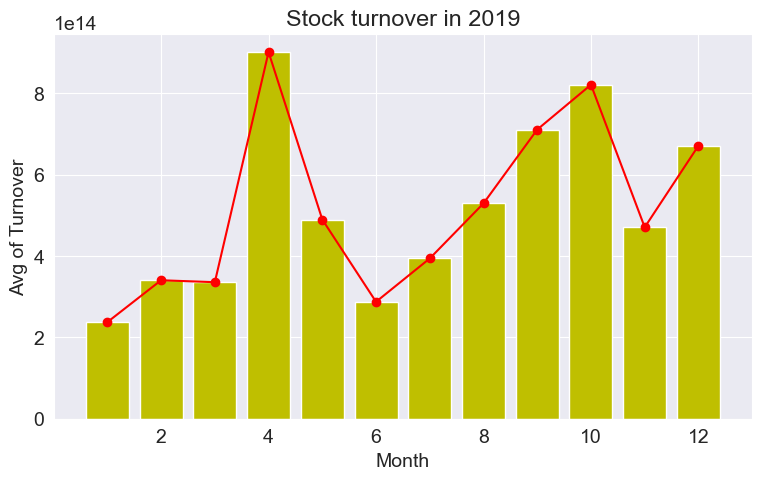 Stock turnover in 2019
1e14
8
6
4
2
0
Avg of Turnover
2 4 6 8 10 12
Month